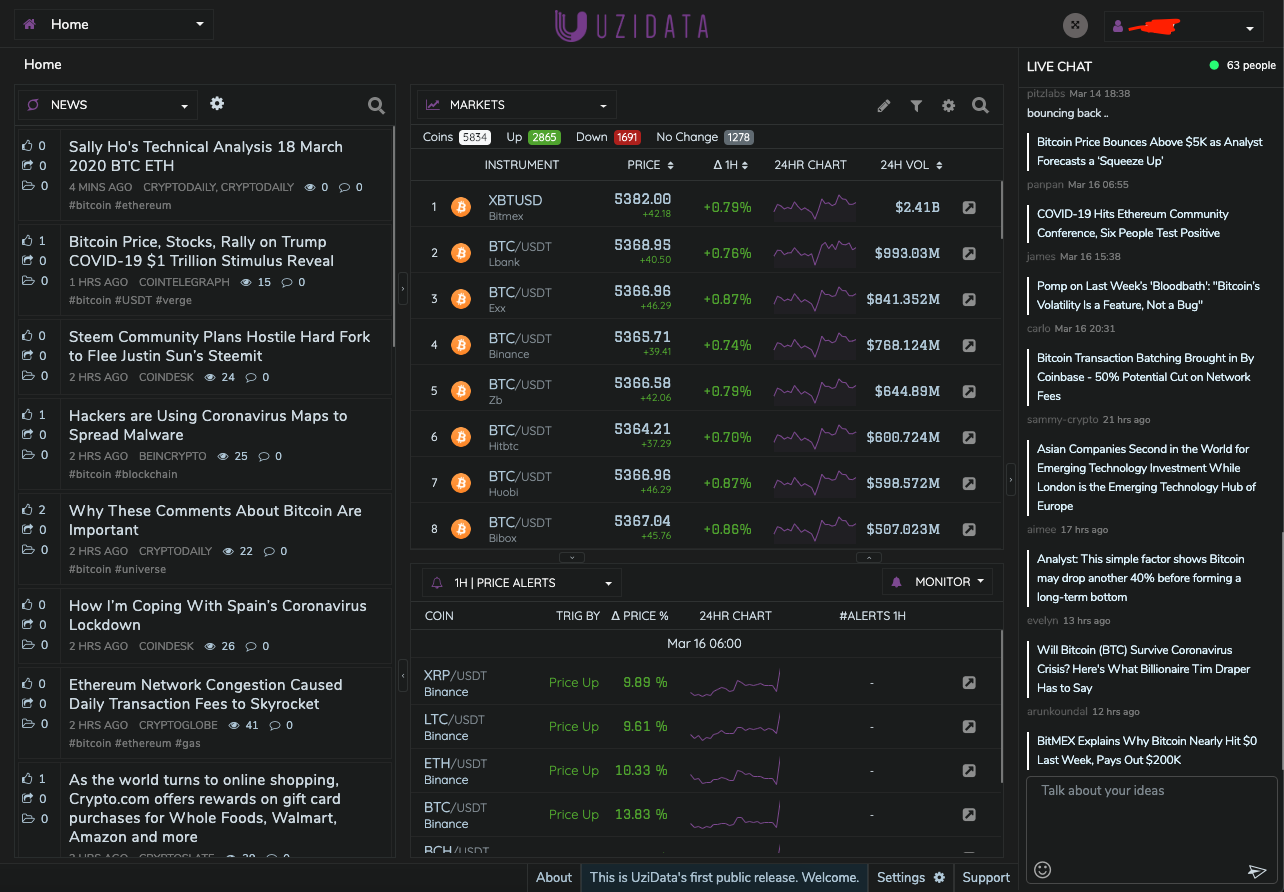 Home
UZIDATA
Home
NEWS
0
0
0
Sally Ho's Technical Analysis 18 March
2020 BTC ETH
4 MINS AGO CRYPTODAILY, CRYPTODAILY 0 0
#bitcoin #ethereum
1
0
0
Bitcoin Price, Stocks, Rally on Trump
COVID-19 $1 Trillion Stimulus Reveal
1 HRS AGO COINTELEGRAPH 15 0
#bitcoin #USDT #verge
0
0
0
Steem Community Plans Hostile Hard Fork
to Flee Justin Sun's Steemit
2 HRS AGO COINDESK 24 0
1
0
0
Hackers are Using Coronavirus Maps to
Spread Malware
2 HRS AGO BEINCRYPTO 25 0
#bitcoin #blockchain
2
0
0
Why These Comments About Bitcoin Are
Important
2 HRS AGO CRYPTODAILY 22 0
#bitcoin #universe
0
0
0
How I'm Coping With Spain's Coronavirus
Lockdown
2 HRS AGO COINDESK 26 0
0
0
0
Ethereum Network Congestion Caused
Daily Transaction Fees to Skyrocket
2 HRS AGO CRYPTOGLOBE 41 0
#bitcoin #ethereum #gas
1
0
0
As the world turns to online shopping,
Crypto.com offers rewards on gift card
purchases for Whole Foods, Walmart,
Amazon and more
2 HRS AGO CRYPTOSLATE 0
MARKETS
Coins 5834 Up 2865 Down 1691 No Change 1278
INSTRUMENT PRICE Δ 1H 24HR CHART 24H VOL
1 XBTUSD 5382.00 +0.79% $2.41B
Bitmex +42.18
2 BTC/USDT 5368.95 +0.76% $993.03M
Lbank +40.50
3 BTC/USDT 5366.96 +0.87% $841.352M
Exx +46.29
4 BTC/USDT 5365.71 +0.74% $768.124M
Binance +39.41
5 BTC/USDT 5366.58 +0.79% $644.89M
Zb +42.06
6 BTC/USDT 5364.21 +0.70% $600.724M
Hitbtc +37.29
7 BTC/USDT 5366.96 +0.87% $598.572M
Huobi +46.29
8 BTC/USDT 5367.04 +0.86% $507.023M
Bibox +45.76
1H | PRICE ALERTS
MONITOR
COIN TRIG BY Δ PRICE % 24HR CHART #ALERTS 1H
Mar 16 06:00
XRP/USDT Price Up 9.89 % -
Binance
LTC/USDT Price Up 9.61 % -
Binance
ETH/USDT Price Up 10.33 % -
Binance
BTC/USDT Price Up 13.83 % -
Binance
BCH/USDT
LIVE CHAT 63 people
pitzlabs Mar 14 18:38
bouncing back ..
Bitcoin Price Bounces Above $5K as Analyst
Forecasts a 'Squeeze Up'
panpan Mar 16 06:55
COVID-19 Hits Ethereum Community
Conference, Six People Test Positive
james Mar 16 15:38
Pomp on Last Week's 'Bloodbath': "Bitcoin's
Volatility Is a Feature, Not a Bug"
carlo Mar 16 20:31
Bitcoin Transaction Batching Brought in By
Coinbase - 50% Potential Cut on Network
Fees
sammy-crypto 21 hrs ago
Asian Companies Second in the World for
Emerging Technology Investment While
London is the Emerging Technology Hub of
Europe
aimee 17 hrs ago
Analyst: This simple factor shows Bitcoin
may drop another 40% before forming a
long-term bottom
evelyn 13 hrs ago
Will Bitcoin (BTC) Survive Coronavirus
Crisis? Here's What Billionaire Tim Draper
Has to Say
arunkoundal 12 hrs ago
BitMEX Explains Why Bitcoin Nearly Hit $0
Last Week, Pays Out $200K
Talk about your ideas
About This is UziData's first public release. Welcome. Settings Support